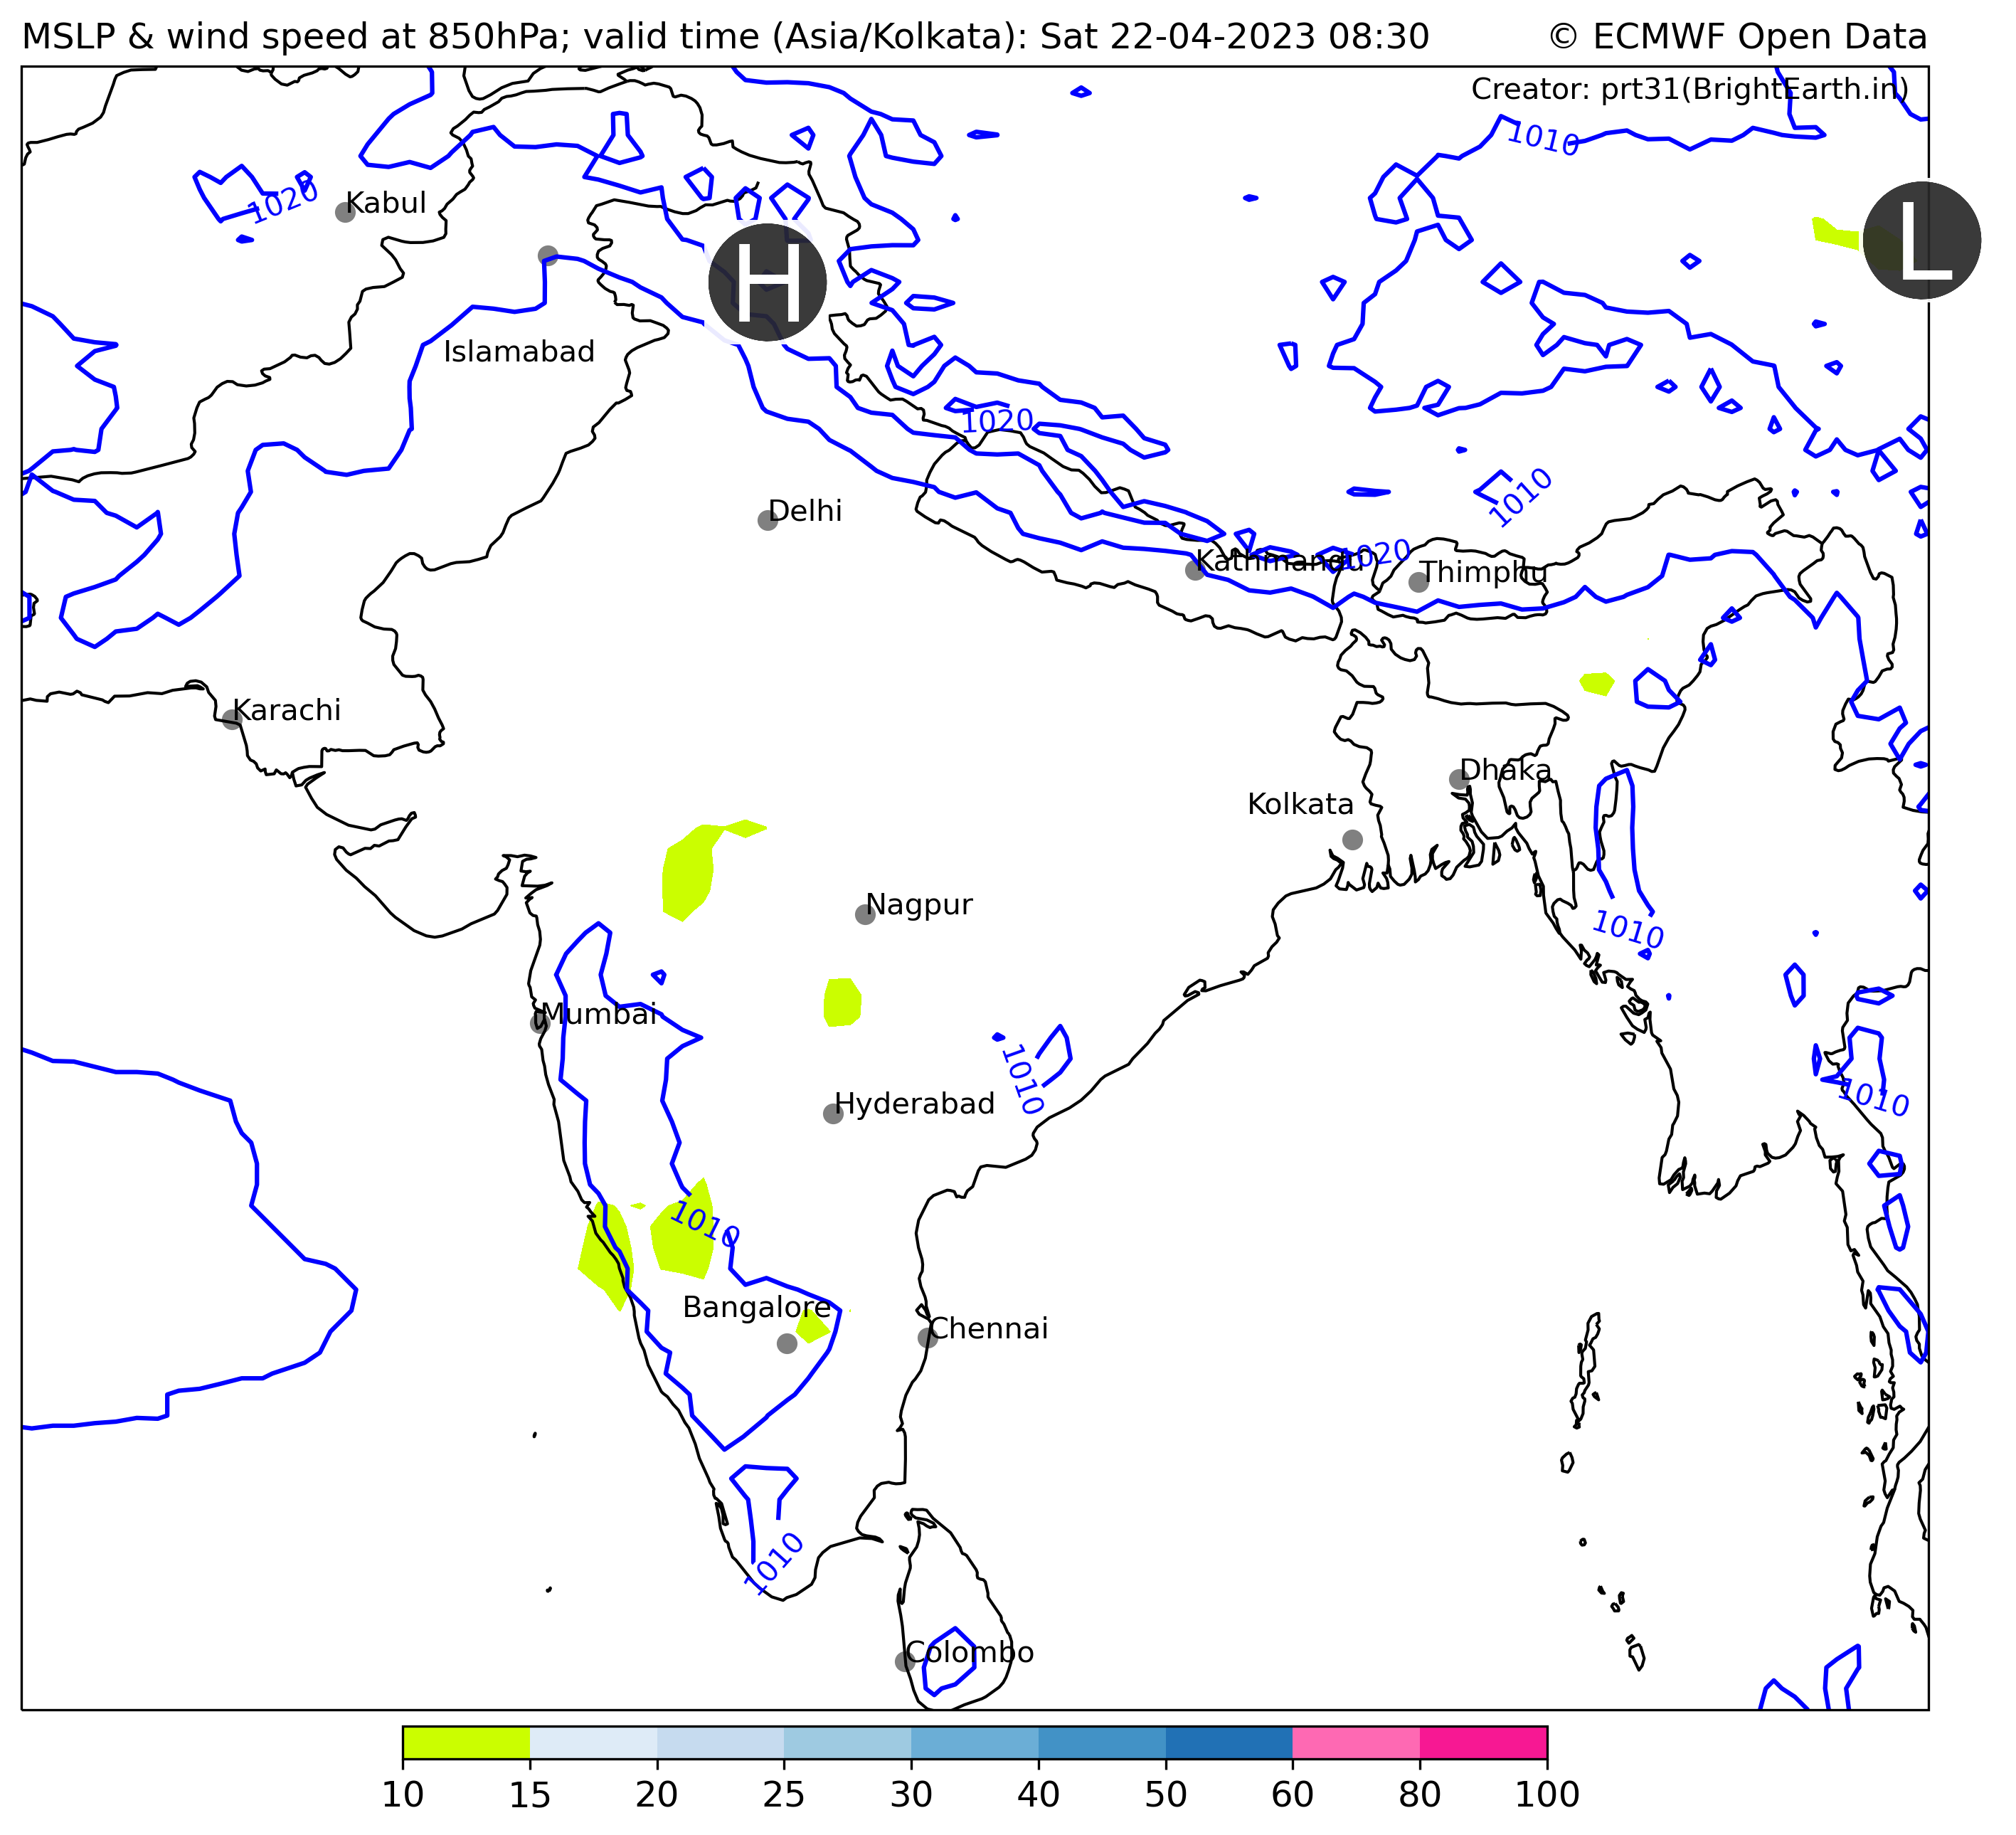 MSLP & wind speed at 850hPa; valid time (Asia/Kolkata): Sat 22-04-2023 08:30
© ECMWF Open Data
Creator: prt31(BrightEarth.in)
1010
1020
Kabul
L
H
Islamabad
1020
1010
Delhi
1020
Kathmandu
Thimphu
Karachi
Dhaka
Kolkata
Nagpur
1010
Mumbai
1010
1010
Hyderabad
1010
Bangalore
Chennai
1010
Colombo
10 15 20 25 30 40 50 60 80 100